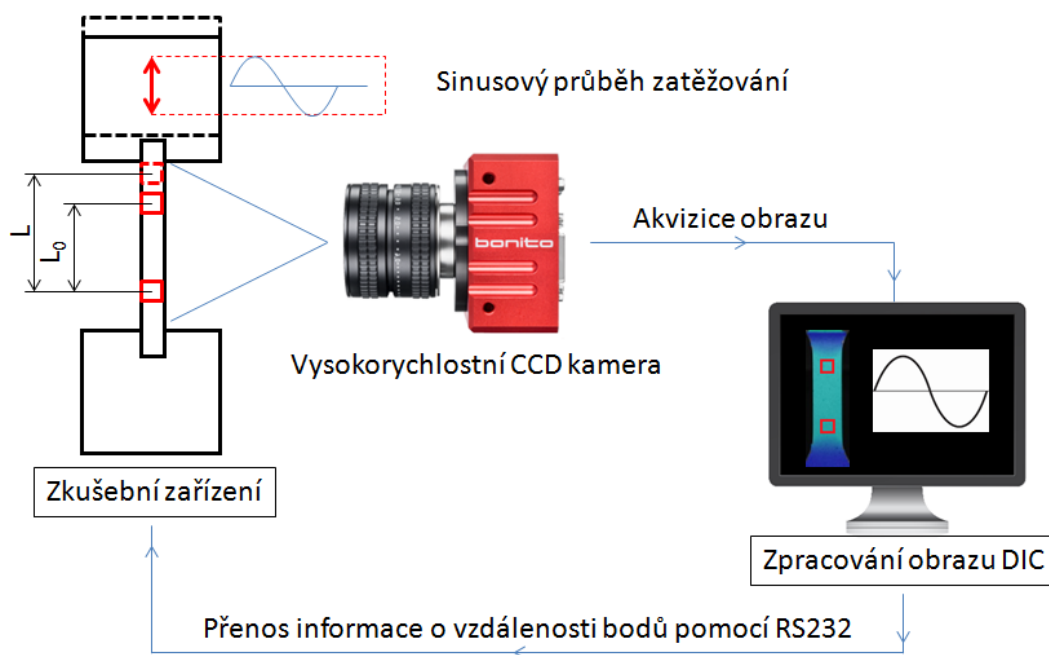 Sinusový průběh zatěžování
L
L0
bonito
Akvizice obrazu
Vysokorychlostní CCD kamera
Zkušební zařízení
Zpracování obrazu DIC
Přenos informace o vzdálenosti bodů pomocí RS232